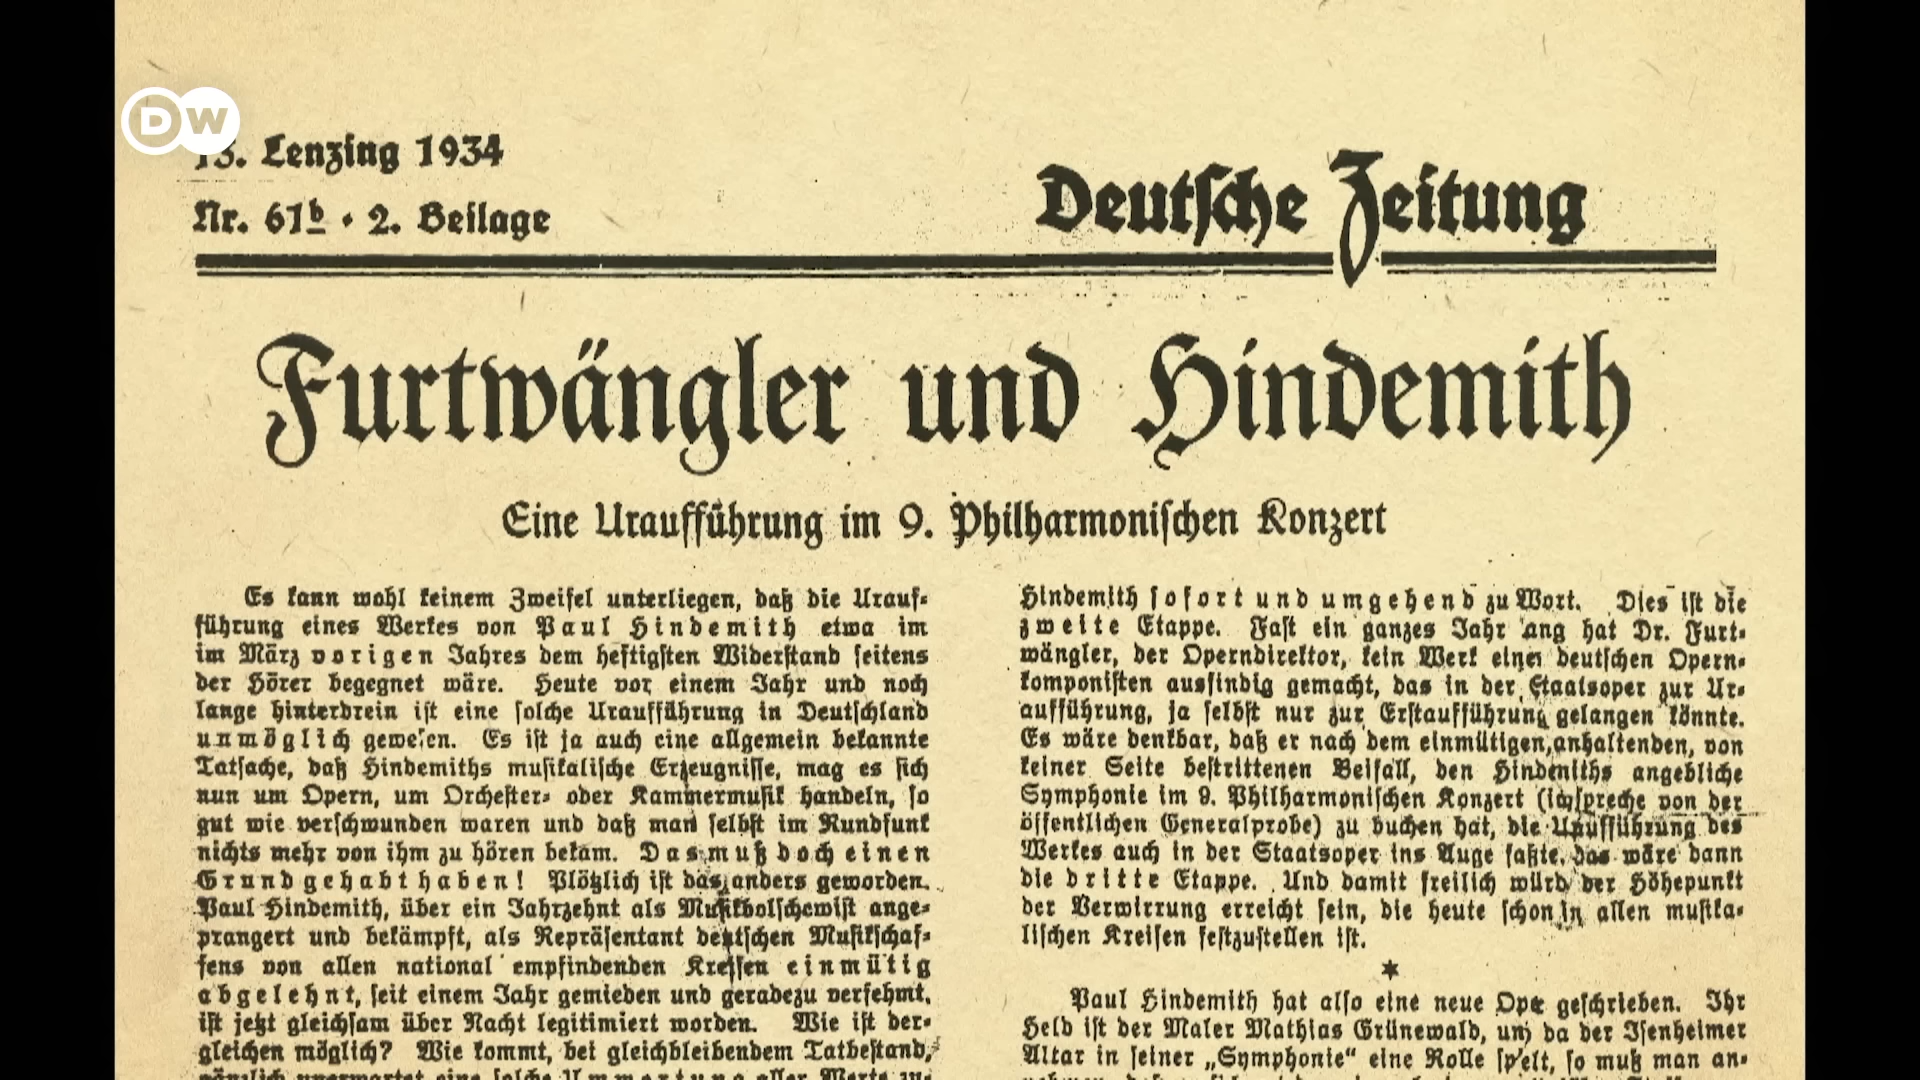 DW
13. Lenzing 1934
Nr. 61b · 2. Beilage
Deutsche Zeitung
Furtwängler und Hindemith
Eine Uraufführung im 9. Philharmonischen Konzert
Es kann wohl keinem Zweifel unterliegen, daß die Urauf-
führung eines Werkes von Paul Hindemith etwa im
im März vorigen Jahres dem heftigsten Widerstand seitens
der Hörer begegnet wäre. Heute vor einem Jahr und noch
lange hinterdrein ist eine solche Uraufführung in Deutschland
unmöglich gewesen. Es ist ja auch eine allgemein bekannte
Tatsache, daß Hindemiths musikalische Erzeugnisse, mag es sich
nun um Opern, um Orchester- oder Kammermusik handeln, so
gut wie verschwunden waren und daß man selbst im Rundfunk
nichts mehr von ihm zu hören bekam. Das muß doch einen
Grund gehabt haben! Plötzlich ist das anders geworden.
Paul Hindemith, über ein Jahrzehnt als Musikbolschewist ange-
prangert und bekämpft, als Repräsentant deutschen Musikschaf-
fens von allen national empfindenden Kreisen einmütig
abgelehnt, seit einem Jahr gemieden und geradezu verfehmt,
ist jetzt gleichsam über Nacht legitimiert worden. Wie ist der-
gleichen möglich? Wie kommt, bei gleichbleibendem Tatbestand,
Hindemith sofort und umgehend zu Wort. Dies ist die
zweite Etappe. Fast ein ganzes Jahr lang hat Dr. Furt-
wängler, der Operndirektor, kein Werk eines deutschen Opern-
komponisten ausfindig gemacht, das in der Staatsoper zur Ur-
aufführung, ja selbst nur zur Erstaufführung gelangen könnte.
Es wäre denkbar, daß er nach dem einmütigen, anhaltenden, von
keiner Seite bestrittenen Beifall, den Hindemiths angebliche
Symphonie im 9. Philharmonischen Konzert (ich spreche von der
öffentlichen Generalprobe) zu buchen hat, die Uraufführung des
Werkes auch in der Staatsoper ins Auge faßte, das wäre dann
die dritte Etappe. Und damit freilich würde der Höhepunkt
der Verwirrung erreicht sein, die heute schon in allen musika-
lischen Kreisen festzustellen ist.
*
Paul Hindemith hat also eine neue Oper geschrieben. Ihr
Held ist der Maler Mathias Grünewald, und da der Isenheimer
Altar in seiner „Symphonie“ eine Rolle spielt, so muß man an-